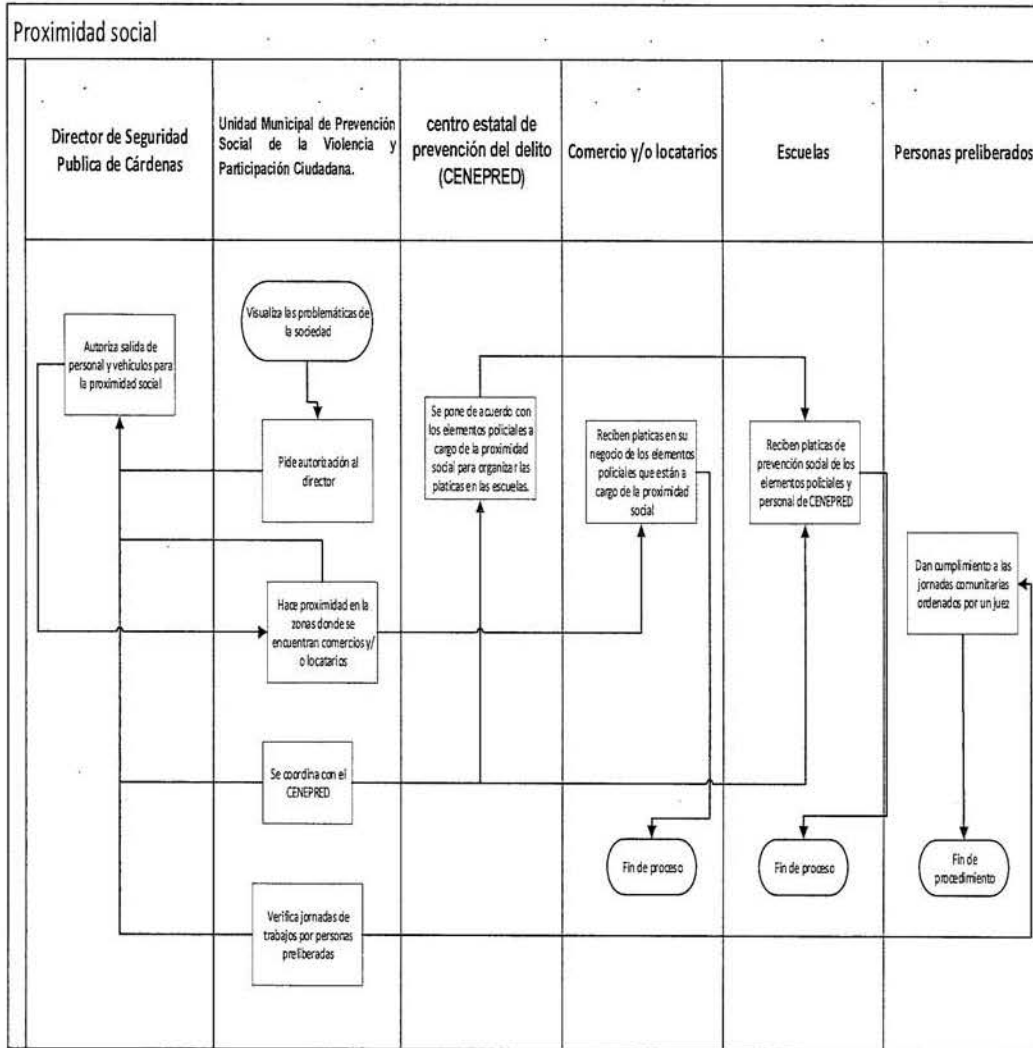 Proximidad social
Director de Seguridad
Publica de Cárdenas
Unidad Municipal de Prevención
Social de la Violencia y
Participación Ciudadana.
centro estatal de
prevención del delito
(CENEPRED)
Comercio y/o locatarios
Escuelas
Personas preliberados
Autoriza salida de
personal y vehículos para
la proximidad social
Visualiza las problemáticas de
la sociedad
Pide autorización al
director
Hace proximidad en la
zonas donde se
encuentran comercios y/
o locatarios
Se coordina con el
CENEPRED
Verifica jornadas de
trabajos por personas
preliberadas
Se pone de acuerdo con
los elementos policiales a
cargo de la proximidad
social para organizar las
platicas en las escuelas.
Reciben platicas en su
negocio de los elementos
policiales que están a
cargo de la proximidad
social
Fin de proceso
Reciben platicas de
prevención social de los
elementos policiales y
personal de CENEPRED
Fin de proceso
Dan cumplimiento a las
jornadas comunitarias
ordenados por un juez
Fin de
procedimiento